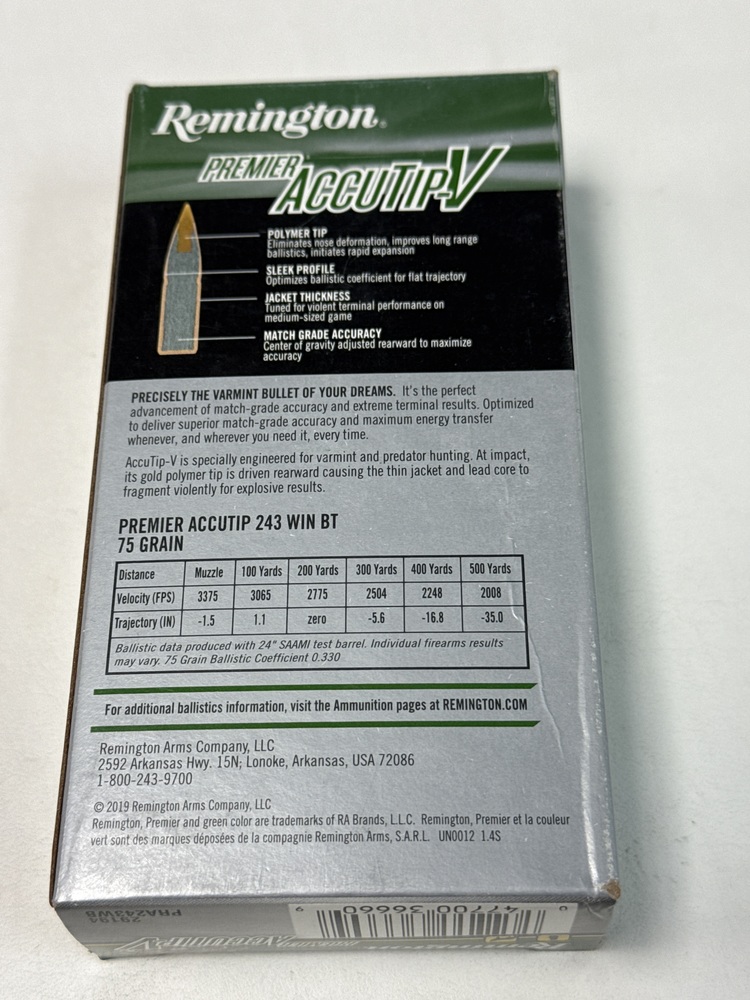 Remington.
PREMIER
ACCUTIP-V
POLYMER TIP
Eliminates nose deformation, improves long range
ballistics, initiates rapid expansion
SLEEK PROFILE
Optimizes ballistic coefficient for flat trajectory
JACKET THICKNESS
Tuned for violent terminal performance on
medium-sized game
MATCH GRADE ACCURACY
Center of gravity adjusted rearward to maximize
accuracy
PRECISELY THE VARMINT BULLET OF YOUR DREAMS. It's the perfect
advancement of match-grade accuracy and extreme terminal results. Optimized
to deliver superior match-grade accuracy and maximum energy transfer
whenever, and wherever you need it, every time.
AccuTip-V is specially engineered for varmint and predator hunting. At impact,
its gold polymer tip is driven rearward causing the thin jacket and lead core to
fragment violently for explosive results.
PREMIER ACCUTIP 243 WIN BT
75 GRAIN
Distance Muzzle 100 Yards 200 Yards 300 Yards 400 Yards 500 Yards
Velocity (FPS) 3375 3065 2775 2504 2248 2008
Trajectory (IN) -1.5 1.1 zero -5.6 -16.8 -35.0
Ballistic data produced with 24" SAAMI test barrel. Individual firearms results
may vary. 75 Grain Ballistic Coefficient 0.330
For additional ballistics information, visit the Ammunition pages at REMINGTON.COM
Remington Arms Company, LLC
2592 Arkansas Hwy. 15N; Lonoke, Arkansas, USA 72086
1-800-243-9700
© 2019 Remington Arms Company, LLC
Remington, Premier and green color are trademarks of RA Brands, L.L.C. Remington, Premier et la couleur
vert sont des marques déposées de la compagnie Remington Arms, S.A.R.L. UN0012 1.4S
29194
PRA243WB
0 47700 36660 9
Remington
ACCUTIP-V